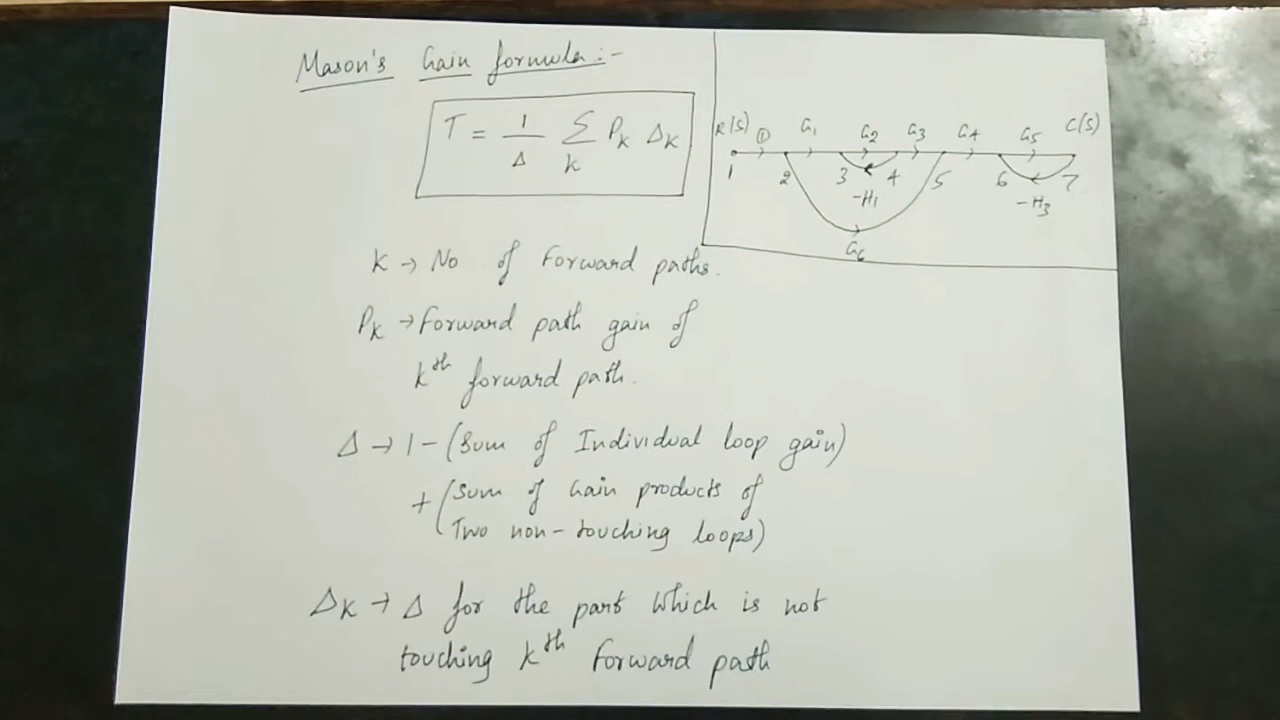 Mason's Gain formula :-
T = 1/Δ Σ_k P_k Δ_k
K → No of Forward paths.
P_k → Forward path gain of
k^th forward path.
Δ → 1 - (Sum of Individual loop gain)
+ (Sum of Gain products of
Two non-touching loops)
Δ_k → Δ for the part which is not
touching k^th Forward path
R(S) ① G1 G2 G3 G4 G5 C(S)
1 2 3 4 5 6 7
-H1 -H3
G6